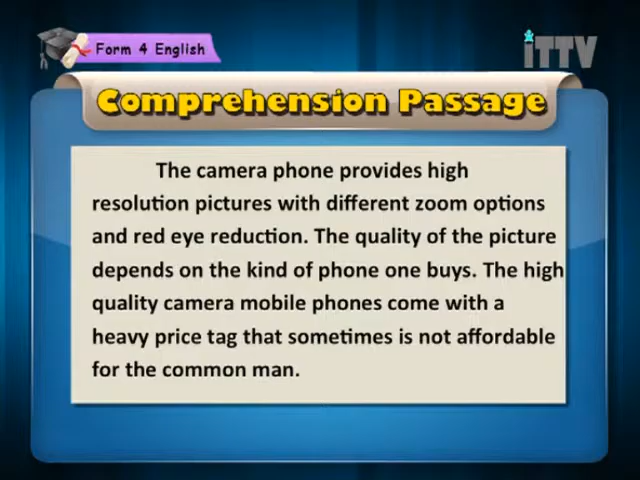 Form 4 English
iTTV
Comprehension Passage
The camera phone provides high
resolution pictures with different zoom options
and red eye reduction. The quality of the picture
depends on the kind of phone one buys. The high
quality camera mobile phones come with a
heavy price tag that sometimes is not affordable
for the common man.